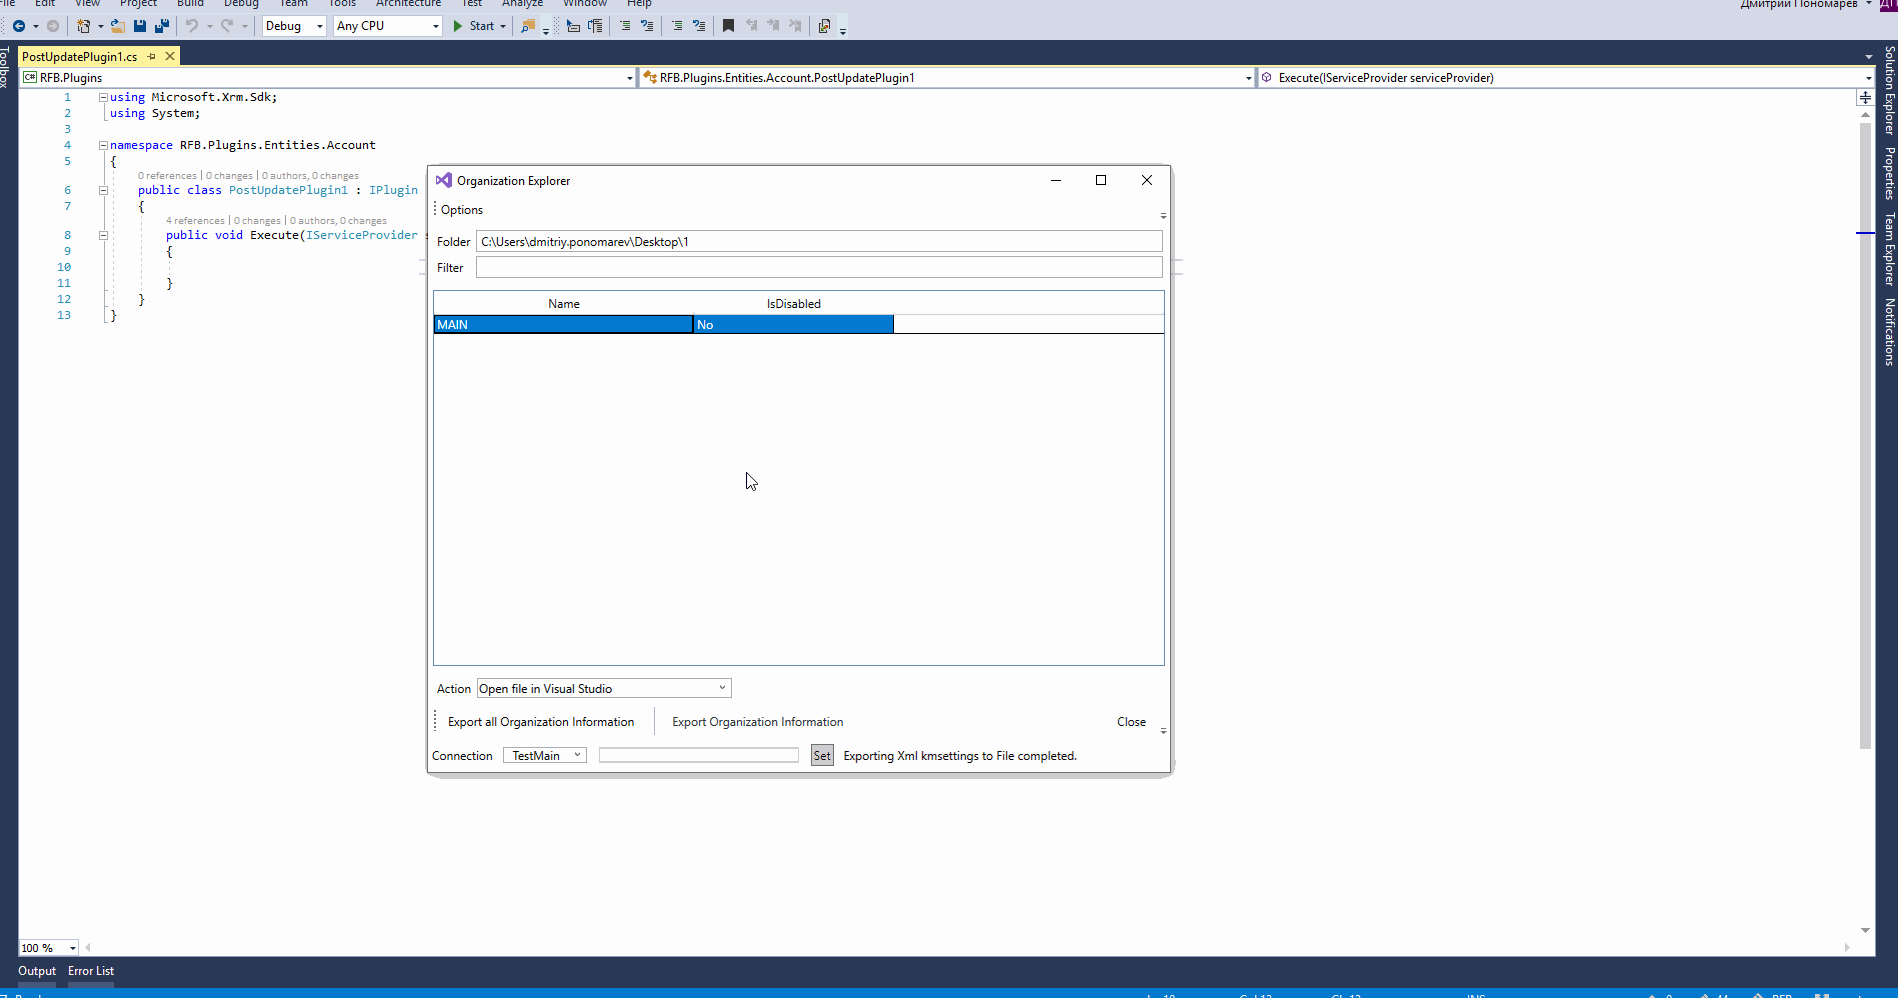 File Edit View Project Build Debug Team Tools Architecture Test Analyze Window Help Дмитрий Пономарев ДП
Debug Any CPU Start
PostUpdatePlugin1.cs
Toolbox
C# RFB.Plugins RFB.Plugins.Entities.Account.PostUpdatePlugin1 Execute(IServiceProvider serviceProvider)
1 using Microsoft.Xrm.Sdk;
2 using System;
3
4 namespace RFB.Plugins.Entities.Account
5 {
0 references | 0 changes | 0 authors, 0 changes
6 public class PostUpdatePlugin1 : IPlugin
7 {
4 references | 0 changes | 0 authors, 0 changes
8 public void Execute(IServiceProvider s
9 {
10
11 }
12 }
13 }
Organization Explorer
Options
Folder C:\Users\dmitriy.ponomarev\Desktop\1
Filter
Name IsDisabled
MAIN No
Action Open file in Visual Studio
Export all Organization Information Export Organization Information Close
Connection TestMain Set Exporting Xml kmsettings to File completed.
Solution Explorer
Properties
Team Explorer
Notifications
100 %
Output Error List